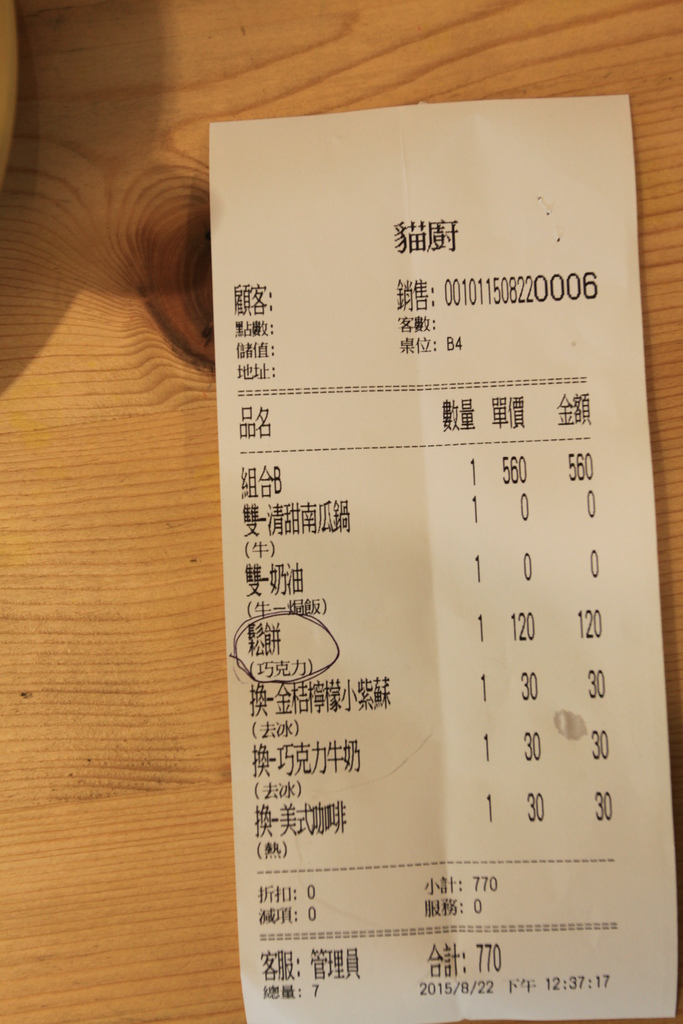 貓廚
顧客: 銷售: 001011508220006
點數: 客數:
儲值: 桌位: B4
地址:
品名 數量 單價 金額
組合B 1 560 560
雙-清甜南瓜鍋 1 0 0
(牛)
雙-奶油 1 0 0
(牛-焗飯)
鬆餅 1 120 120
(巧克力)
換-金桔檸檬小紫蘇 1 30 30
(去冰)
換-巧克力牛奶 1 30 30
(去冰)
換-美式咖啡 1 30 30
(熱)
折扣: 0 小計: 770
減項: 0 服務: 0
客服: 管理員 合計: 770
總量: 7 2015/8/22 下午 12:37:17